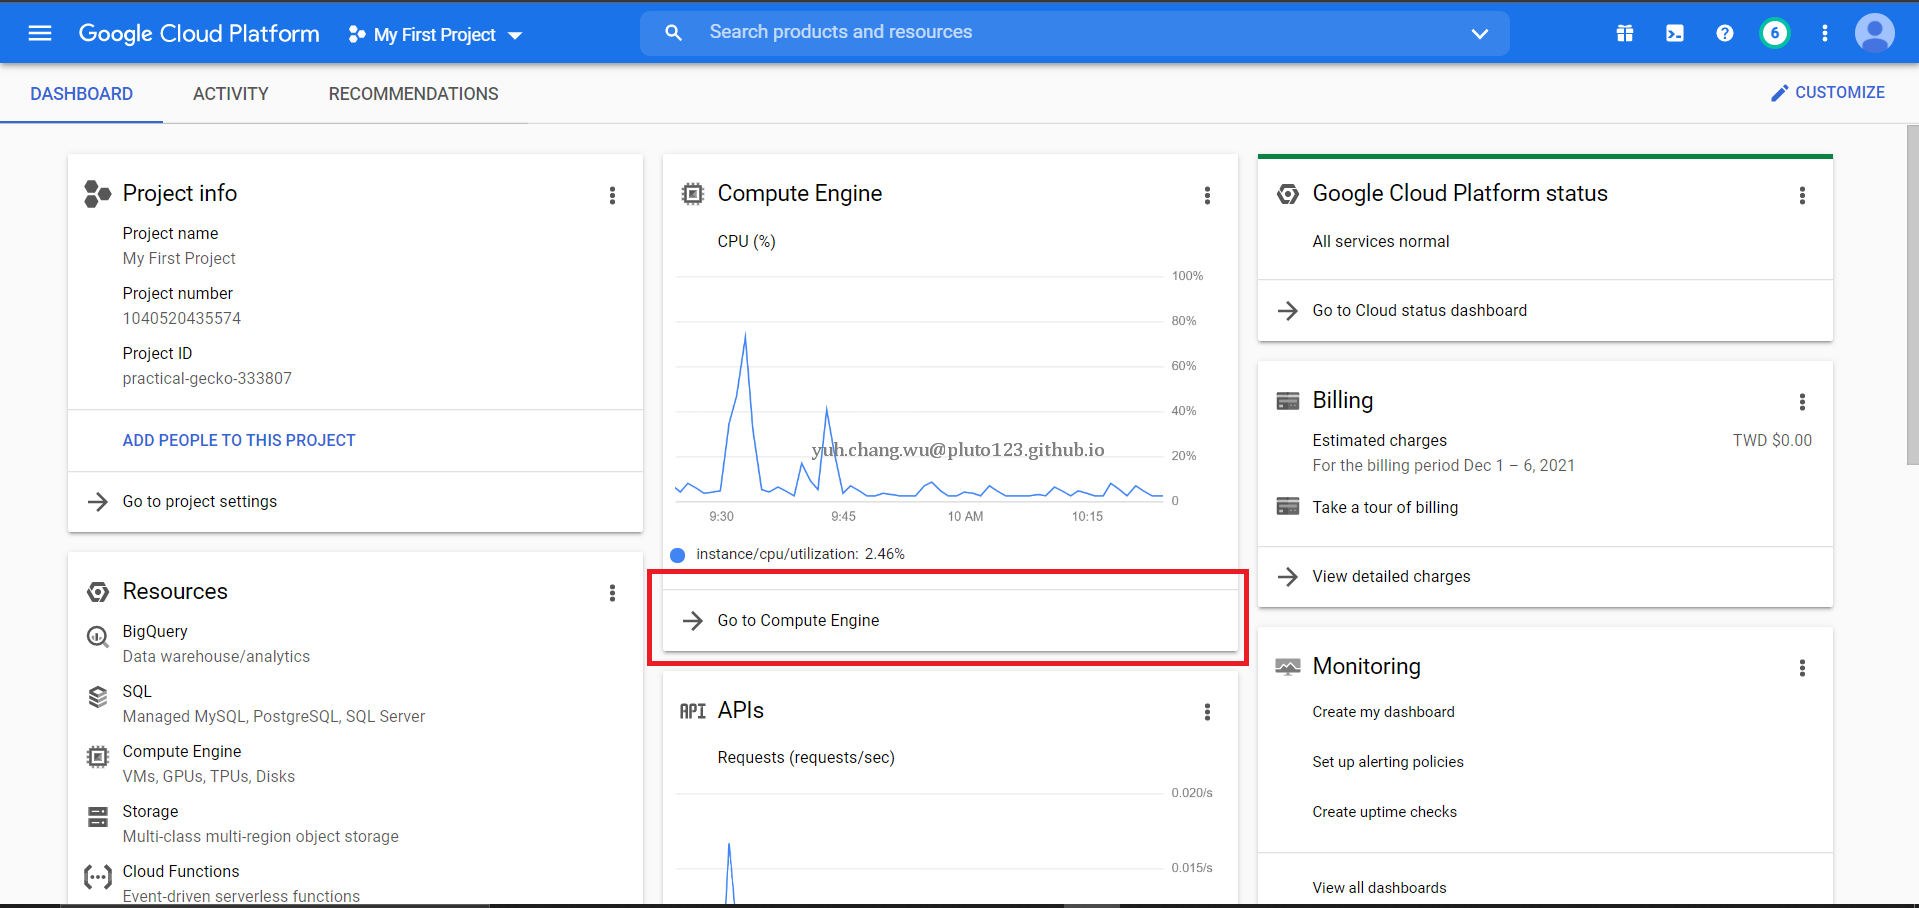 Google Cloud Platform
My First Project
Search products and resources
6
DASHBOARD
ACTIVITY
RECOMMENDATIONS
CUSTOMIZE
Project info
Project name
My First Project
Project number
1040520435574
Project ID
practical-gecko-333807
ADD PEOPLE TO THIS PROJECT
Go to project settings
Resources
BigQuery
Data warehouse/analytics
SQL
Managed MySQL, PostgreSQL, SQL Server
Compute Engine
VMs, GPUs, TPUs, Disks
Storage
Multi-class multi-region object storage
Cloud Functions
Event-driven serverless functions
Compute Engine
CPU (%)
100%
80%
60%
40%
yuh.chang.wu@pluto123.github.io
20%
0
9:30
9:45
10 AM
10:15
instance/cpu/utilization: 2.46%
Go to Compute Engine
API APIs
Requests (requests/sec)
0.020/s
0.015/s
Google Cloud Platform status
All services normal
Go to Cloud status dashboard
Billing
Estimated charges
TWD $0.00
For the billing period Dec 1 – 6, 2021
Take a tour of billing
View detailed charges
Monitoring
Create my dashboard
Set up alerting policies
Create uptime checks
View all dashboards